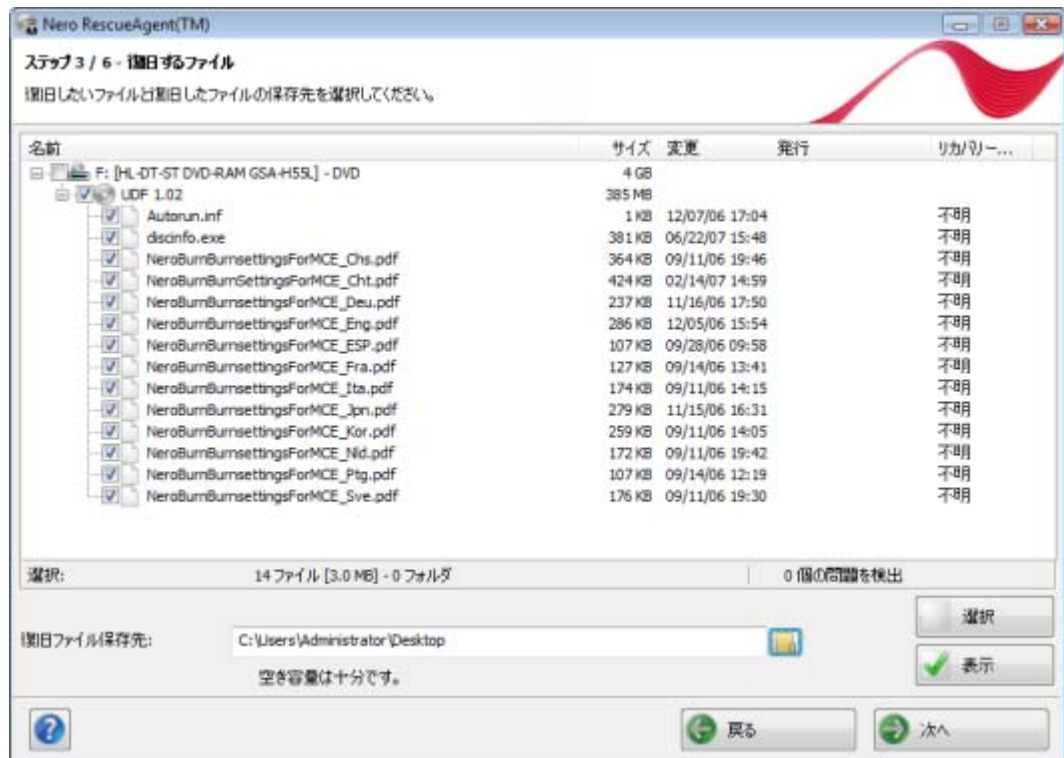 Nero RescueAgent(TM)
ステップ 3 / 6 - 復旧するファイル
復旧したいファイルと復旧したファイルの保存先を選択してください。
名前 サイズ 変更 発行 リカバリー...
F: [HL-DT-ST DVD-RAM GSA-H55L] - DVD 4 GB
UDF 1.02 385 MB
Autorun.inf 1 KB 12/07/06 17:04 不明
discinfo.exe 381 KB 06/22/07 15:48 不明
NeroBurnBurnsettingsForMCE_Chs.pdf 364 KB 09/11/06 19:46 不明
NeroBurnBurnSettingsForMCE_Cht.pdf 424 KB 02/14/07 14:59 不明
NeroBurnBurnsettingsForMCE_Deu.pdf 237 KB 11/16/06 17:50 不明
NeroBurnBurnsettingsForMCE_Eng.pdf 286 KB 12/05/06 15:54 不明
NeroBurnBurnsettingsForMCE_ESP.pdf 107 KB 09/28/06 09:58 不明
NeroBurnBurnsettingsForMCE_Fra.pdf 127 KB 09/14/06 13:41 不明
NeroBurnBurnsettingsForMCE_Ita.pdf 174 KB 09/11/06 14:15 不明
NeroBurnBurnsettingsForMCE_Jpn.pdf 279 KB 11/15/06 16:31 不明
NeroBurnBurnsettingsForMCE_Kor.pdf 259 KB 09/11/06 14:05 不明
NeroBurnBurnsettingsForMCE_Nld.pdf 172 KB 09/11/06 19:42 不明
NeroBurnBurnsettingsForMCE_Ptg.pdf 107 KB 09/14/06 12:19 不明
NeroBurnBurnsettingsForMCE_Sve.pdf 176 KB 09/11/06 19:30 不明
選択: 14 ファイル [3.0 MB] - 0 フォルダ 0 個の問題を検出
選択
復旧ファイル保存先: C:\Users\Administrator\Desktop
表示
空き容量は十分です。
戻る 次へ